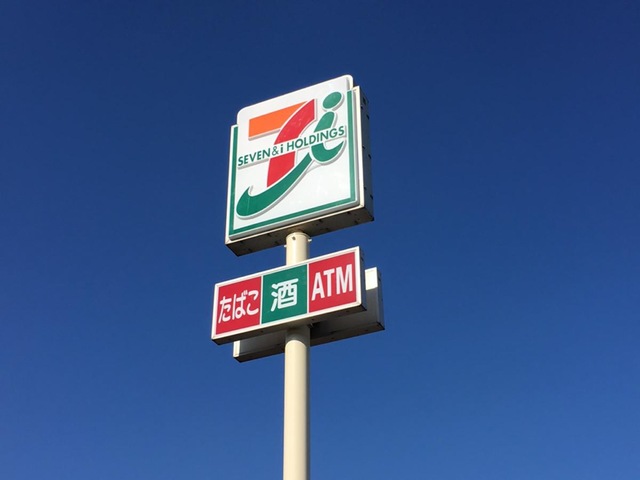 SEVEN & i HOLDINGS
たばこ 酒 ATM